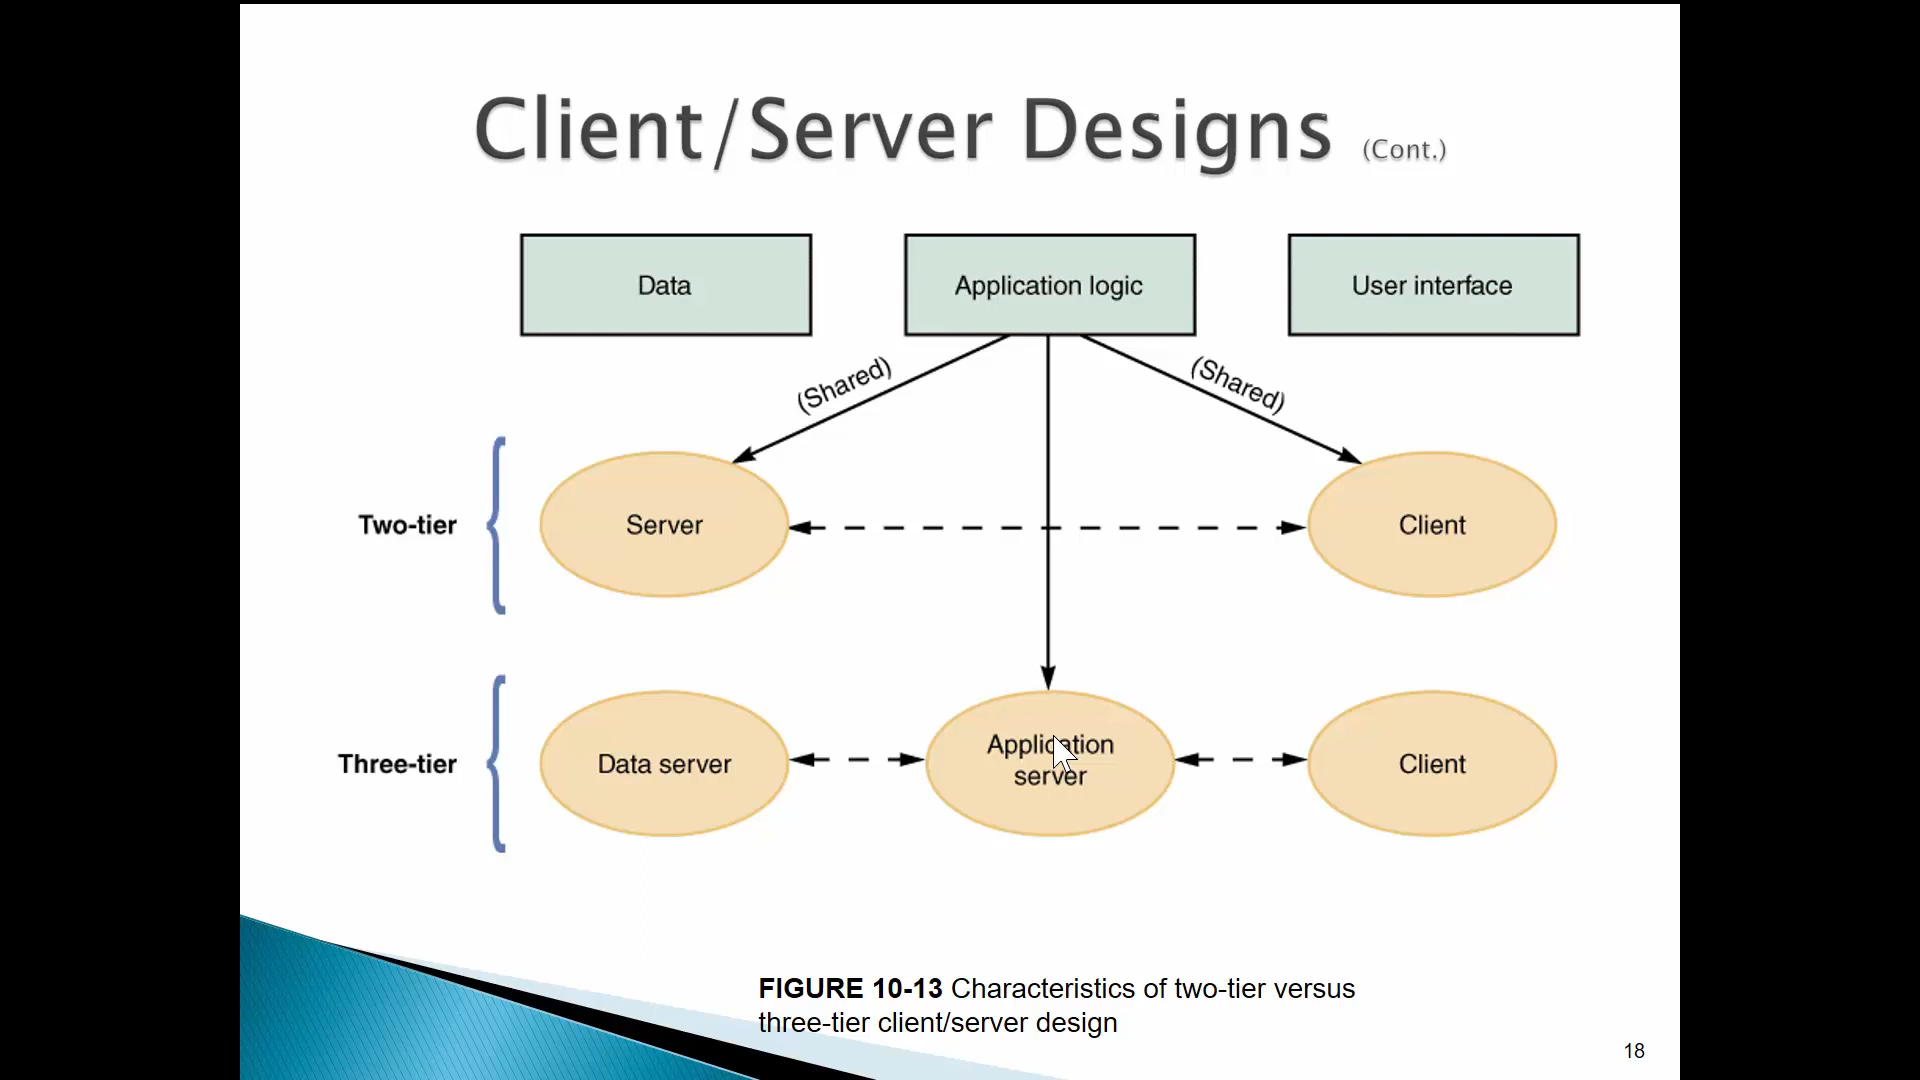 Client/Server Designs (Cont.)
Data
Application logic
User interface
(Shared)
(Shared)
Two-tier
Server
Client
Three-tier
Data server
Application
server
Client
FIGURE 10-13 Characteristics of two-tier versus
three-tier client/server design
18